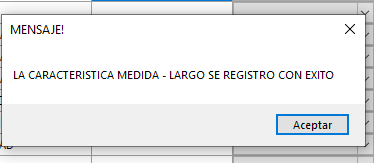 MENSAJE!
LA CARACTERISTICA MEDIDA - LARGO SE REGISTRO CON EXITO
Aceptar